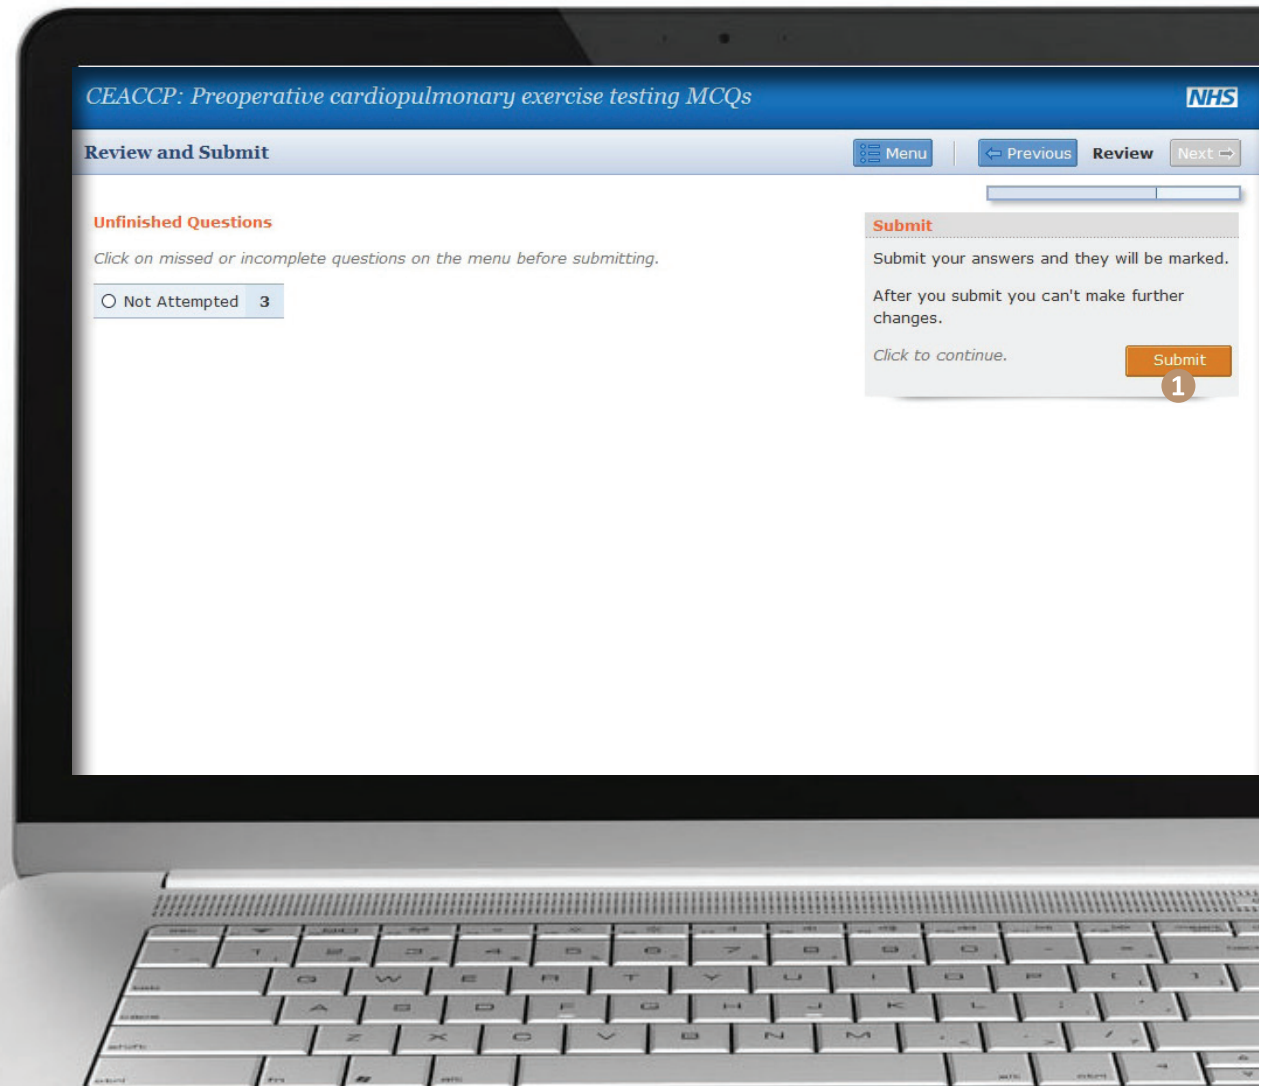 CEACCP: Preoperative cardiopulmonary exercise testing MCQs
NHS
Review and Submit
Menu
Previous
Review
Next
Unfinished Questions
Click on missed or incomplete questions on the menu before submitting.
Not Attempted 3
Submit
Submit your answers and they will be marked.
After you submit you can't make further
changes.
Click to continue.
Submit
1